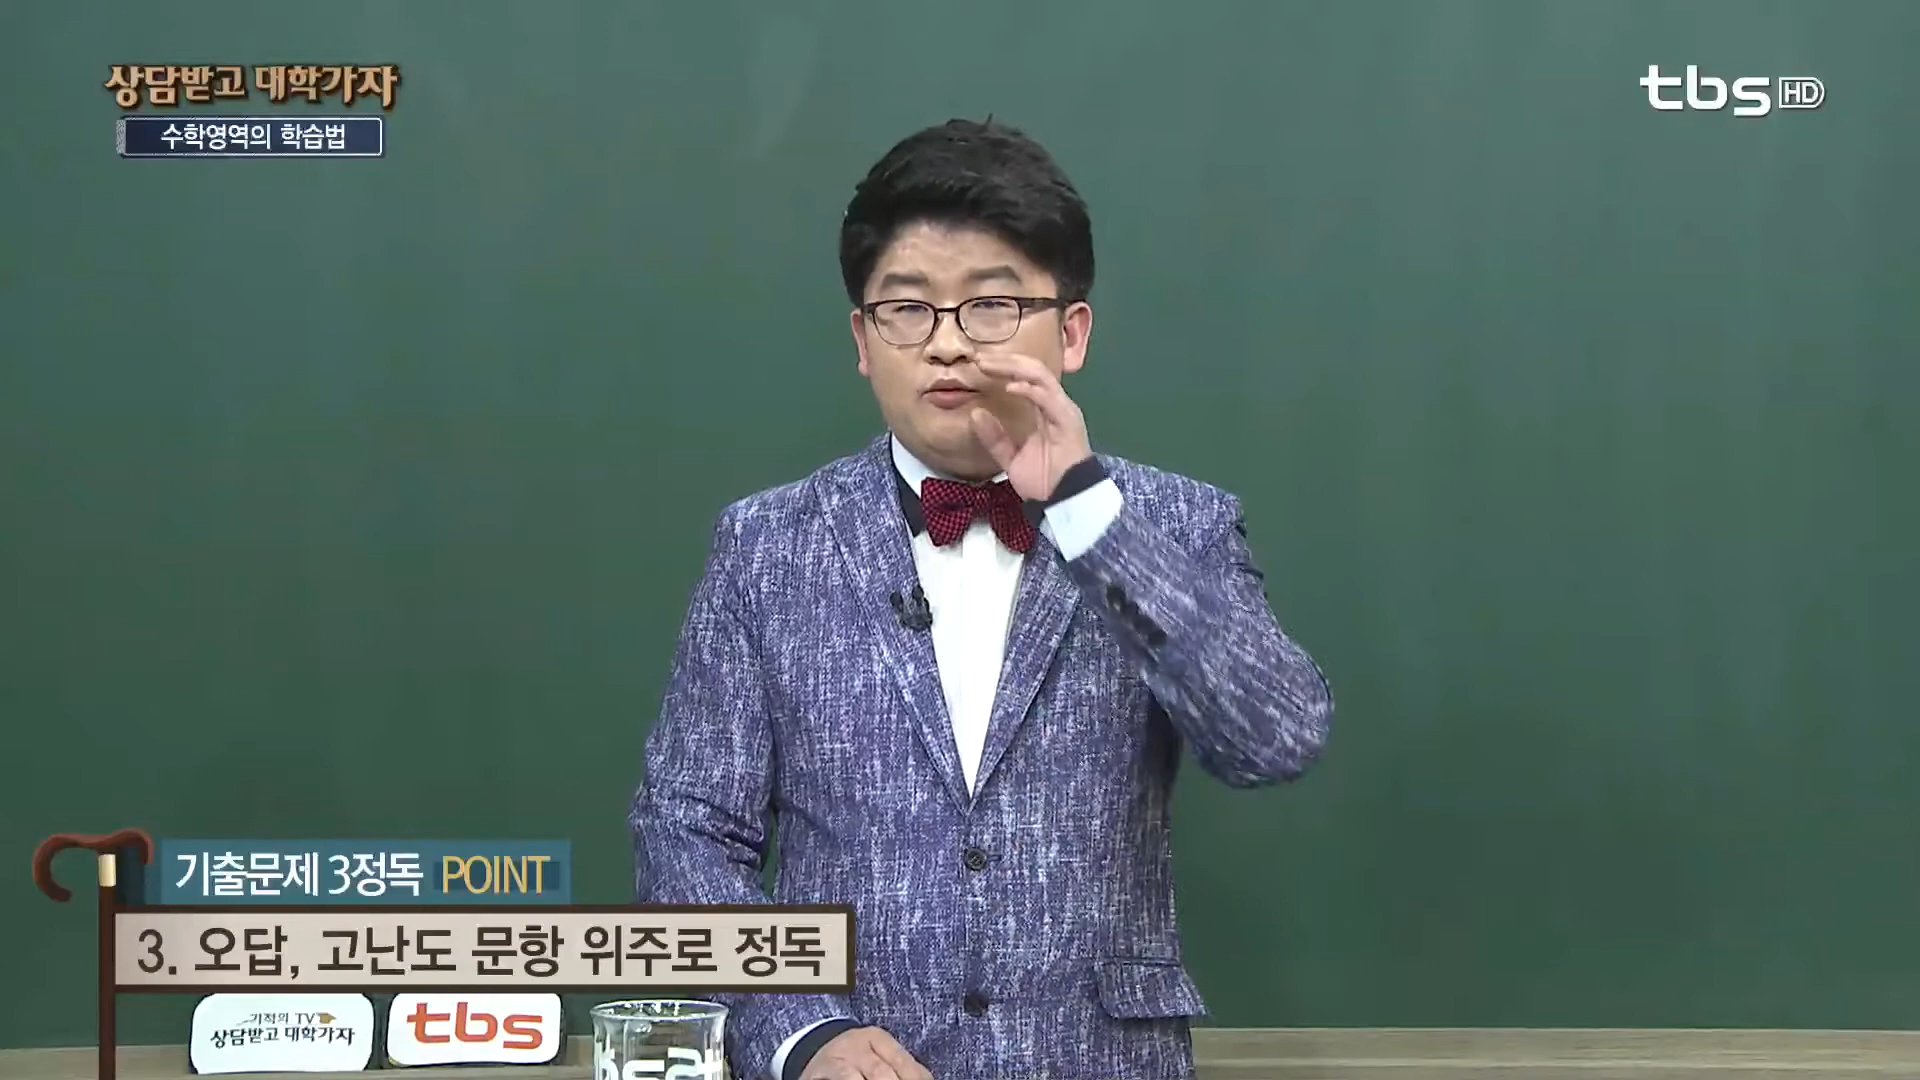 상담받고 대학가자
수학영역의 학습법
tbs HD
기출문제 3정독 POINT
3. 오답, 고난도 문항 위주로 정독
기적의 TV
상담받고 대학가자
tbs